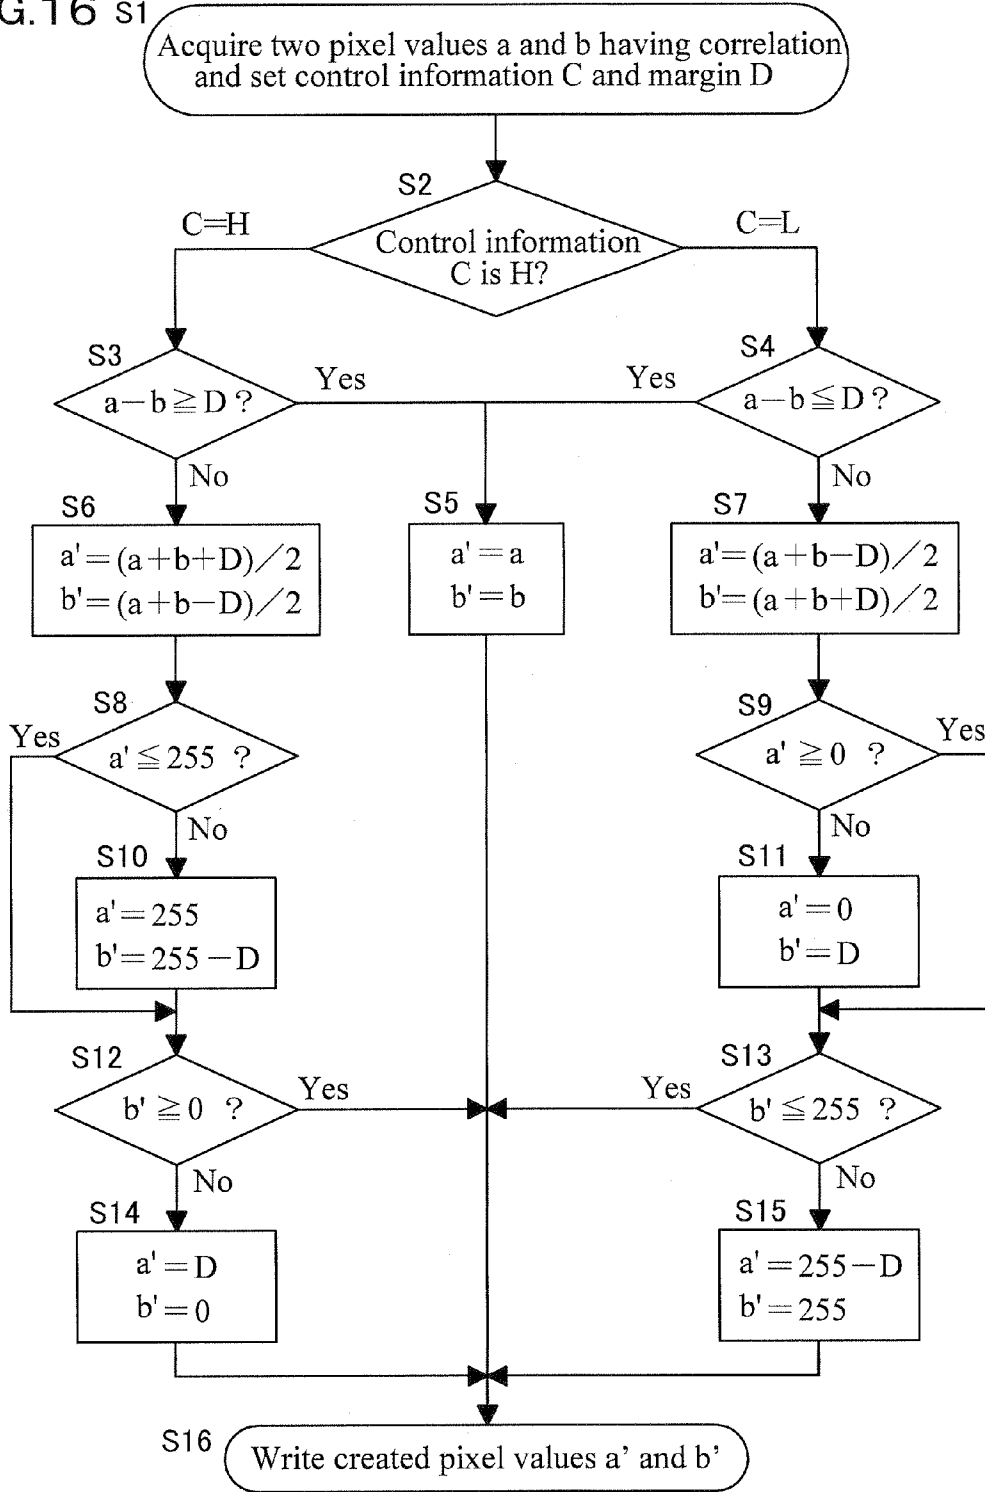 G.16 S1
Acquire two pixel values a and b having correlation
and set control information C and margin D
S2
C=H
C=L
Control information
C is H?
S3
S4
a−b≧D ?
Yes
Yes
a−b≦D ?
No
No
S6
S5
S7
a'=(a+b+D)/2
b'=(a+b−D)/2
a'=a
b'=b
a'=(a+b−D)/2
b'=(a+b+D)/2
S8
S9
Yes
a'≦255 ?
a'≧0 ?
Yes
No
No
S10
S11
a'=255
b'=255−D
a'=0
b'=D
S12
S13
b'≧0 ?
Yes
Yes
b'≦255 ?
No
No
S14
S15
a'=D
b'=0
a'=255−D
b'=255
S16
Write created pixel values a’ and b’